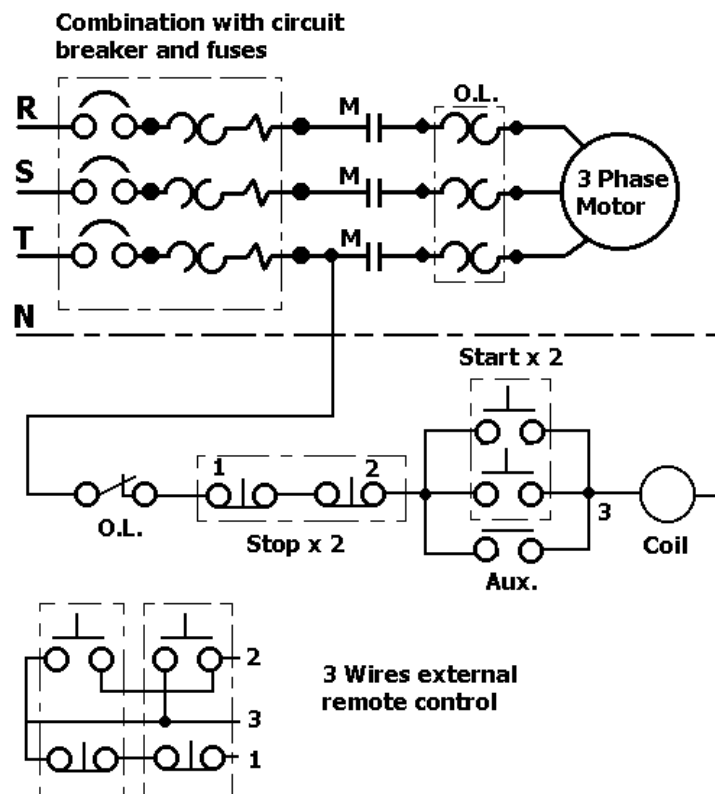 Combination with circuit
breaker and fuses
R
M
O.L.
S
M
3 Phase
Motor
T
M
N
Start x 2
1
2
3
O.L.
Stop x 2
Aux.
Coil
2
3 Wires external
remote control
3
1